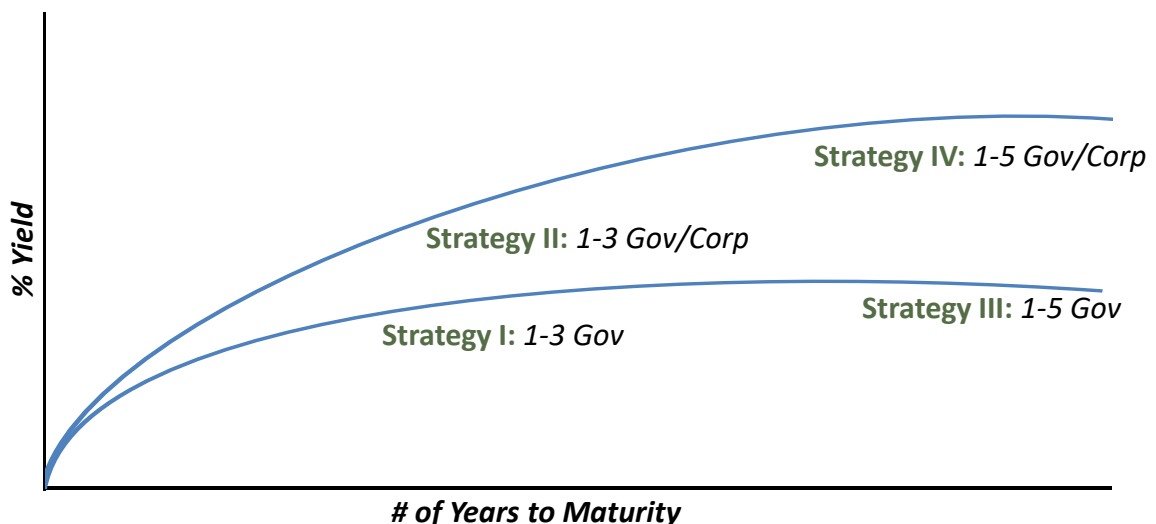 Strategy IV: 1-5 Gov/Corp
% Yield
Strategy II: 1-3 Gov/Corp
Strategy III: 1-5 Gov
Strategy I: 1-3 Gov
# of Years to Maturity